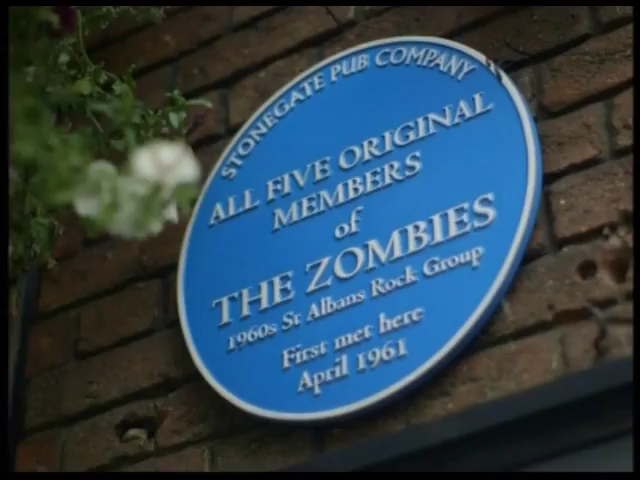 STONEGATE PUB COMPANY
ALL FIVE ORIGINAL
MEMBERS
of
THE ZOMBIES
1960s St Albans Rock Group
First met here
April 1961